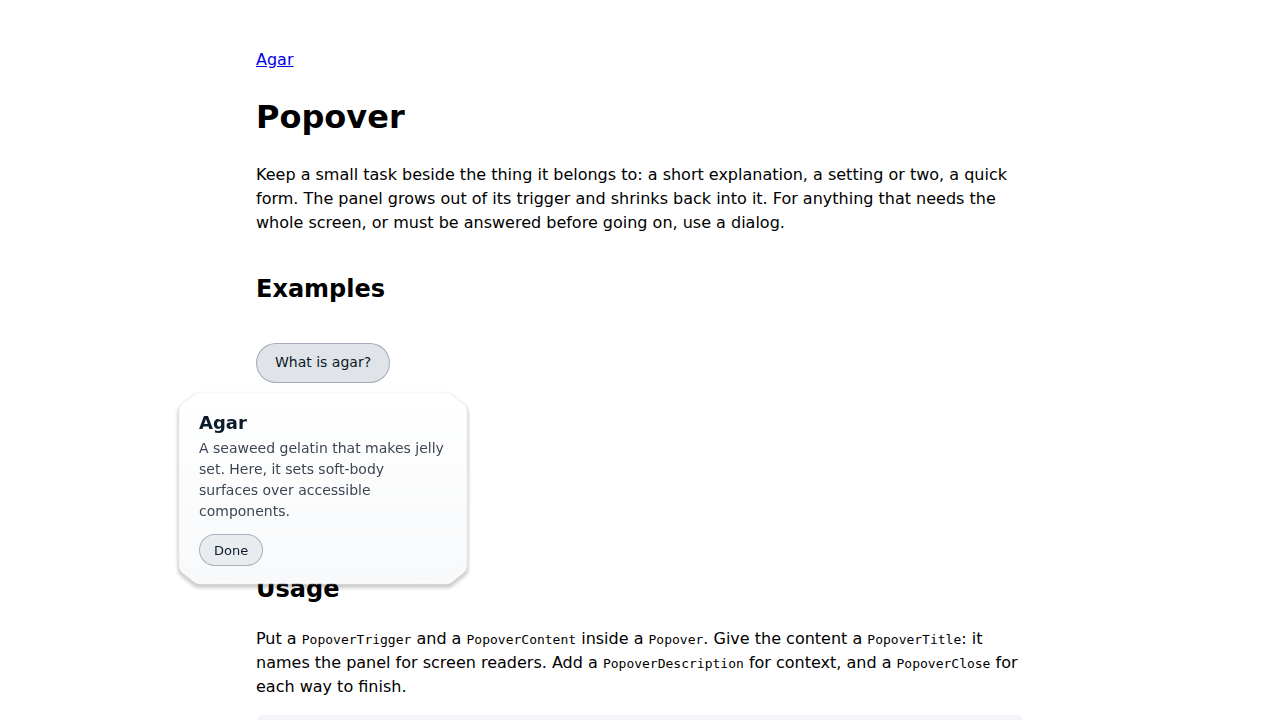 Agar
Popover
Keep a small task beside the thing it belongs to: a short explanation, a setting or two, a quick
form. The panel grows out of its trigger and shrinks back into it. For anything that needs the
whole screen, or must be answered before going on, use a dialog.
Examples
What is agar?
Agar
A seaweed gelatin that makes jelly
set. Here, it sets soft-body
surfaces over accessible
components.
Done
Usage
Put a PopoverTrigger and a PopoverContent inside a Popover. Give the content a PopoverTitle: it
names the panel for screen readers. Add a PopoverDescription for context, and a PopoverClose for
each way to finish.